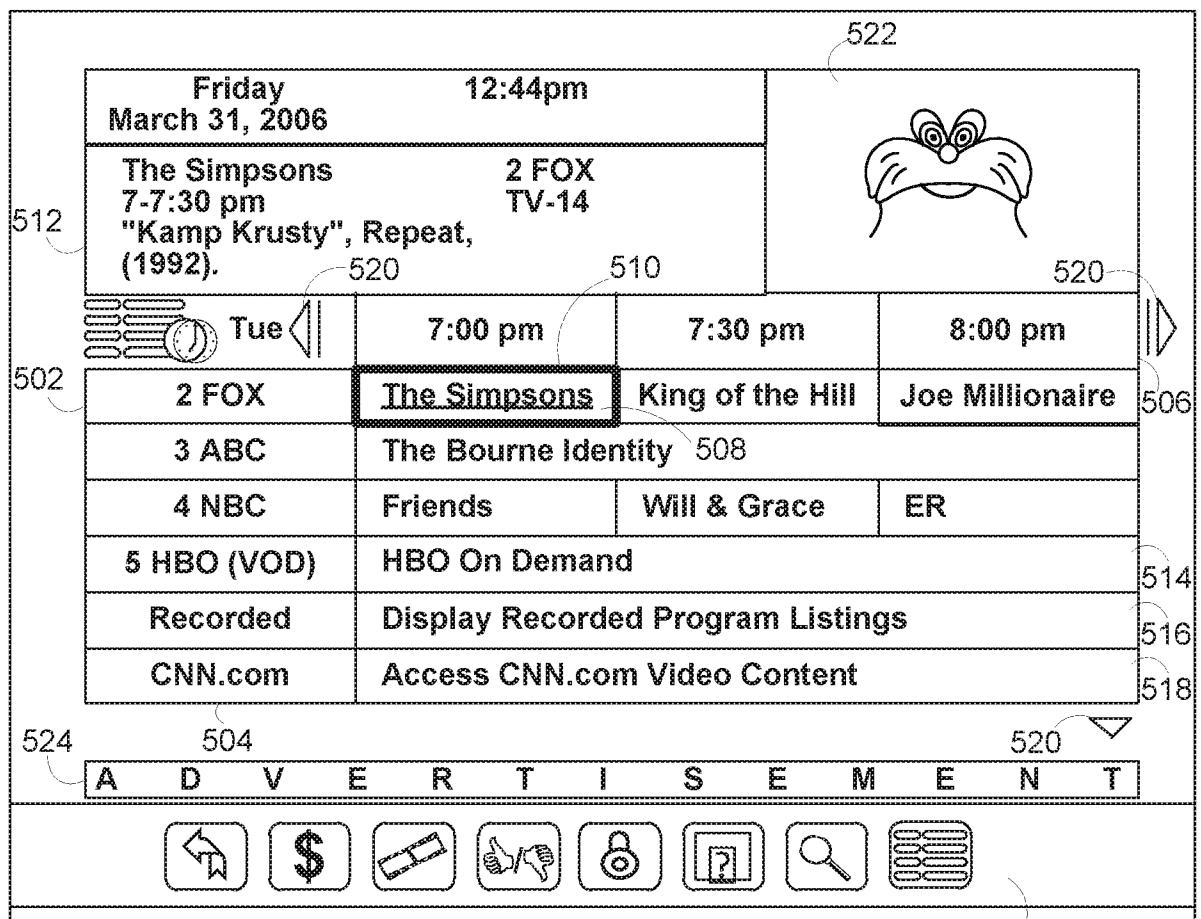 522
Friday 12:44pm
March 31, 2006
The Simpsons 2 FOX
7-7:30 pm TV-14
512
"Kamp Krusty", Repeat,
(1992).
520 510 520
Tue 7:00 pm 7:30 pm 8:00 pm
502 2 FOX The Simpsons King of the Hill Joe Millionaire 506
3 ABC The Bourne Identity 508
4 NBC Friends Will & Grace ER
5 HBO (VOD) HBO On Demand 514
Recorded Display Recorded Program Listings 516
CNN.com Access CNN.com Video Content 518
524 504 520
A D V E R T I S E M E N T
$ ?